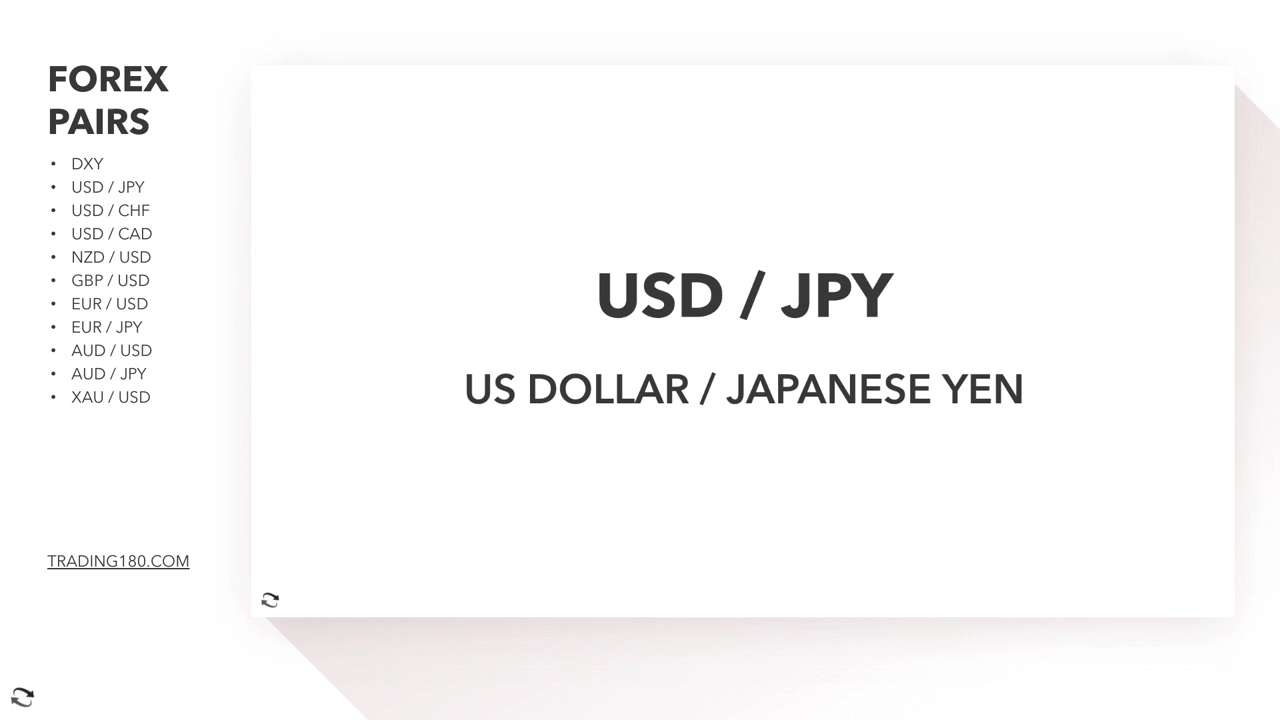 FOREX
PAIRS
• DXY
• USD / JPY
• USD / CHF
• USD / CAD
• NZD / USD
• GBP / USD
• EUR / USD
• EUR / JPY
• AUD / USD
• AUD / JPY
• XAU / USD
TRADING180.COM
USD / JPY
US DOLLAR / JAPANESE YEN